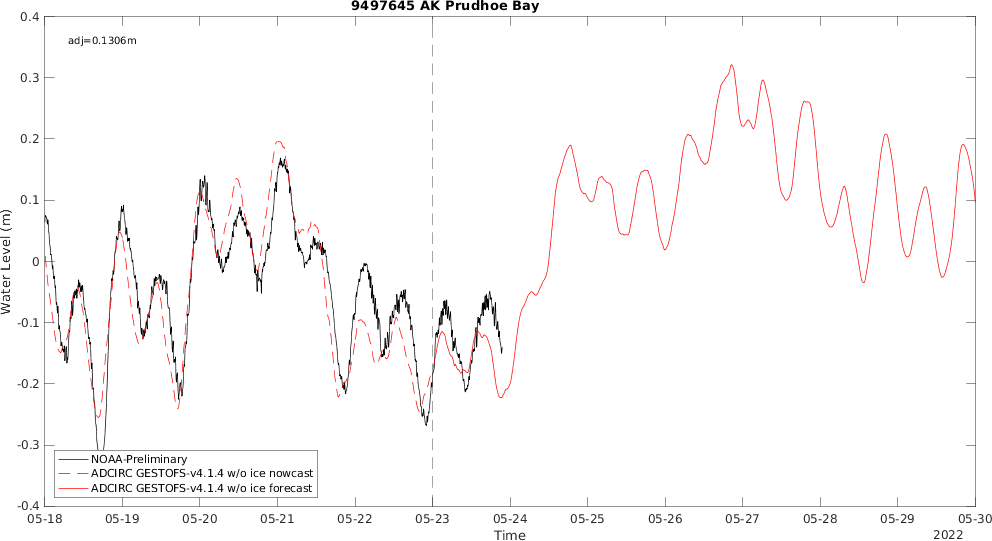 9497645 AK Prudhoe Bay
adj=0.1306m
0.4
0.3
0.2
0.1
0
-0.1
-0.2
-0.3
-0.4
Water Level (m)
NOAA-Preliminary
ADCIRC GESTOFS-v4.1.4 w/o ice nowcast
ADCIRC GESTOFS-v4.1.4 w/o ice forecast
05-18 05-19 05-20 05-21 05-22 05-23 05-24 05-25 05-26 05-27 05-28 05-29 05-30
Time
2022